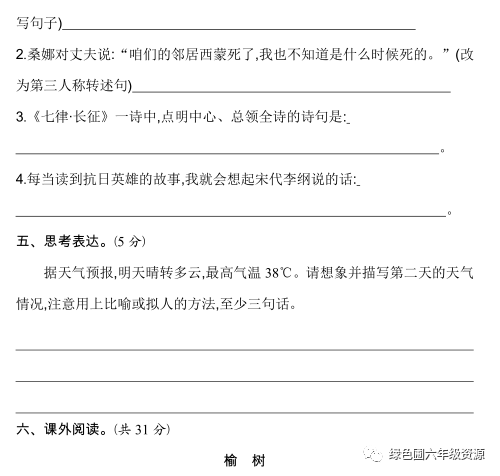 写句子)
2.桑娜对丈夫说:“咱们的邻居西蒙死了,我也不知道是什么时候死的。”(改
为第三人称转述句)
3.《七律·长征》一诗中,点明中心、总领全诗的诗句是:
。
4.每当读到抗日英雄的故事,我就会想起宋代李纲说的话:
。
五、思考表达。(5 分)
据天气预报,明天晴转多云,最高气温 38℃。请想象并描写第二天的天气
情况,注意用上比喻或拟人的方法,至少三句话。
六、课外阅读。(共 31 分)
榆 树
绿色圃六年级资源